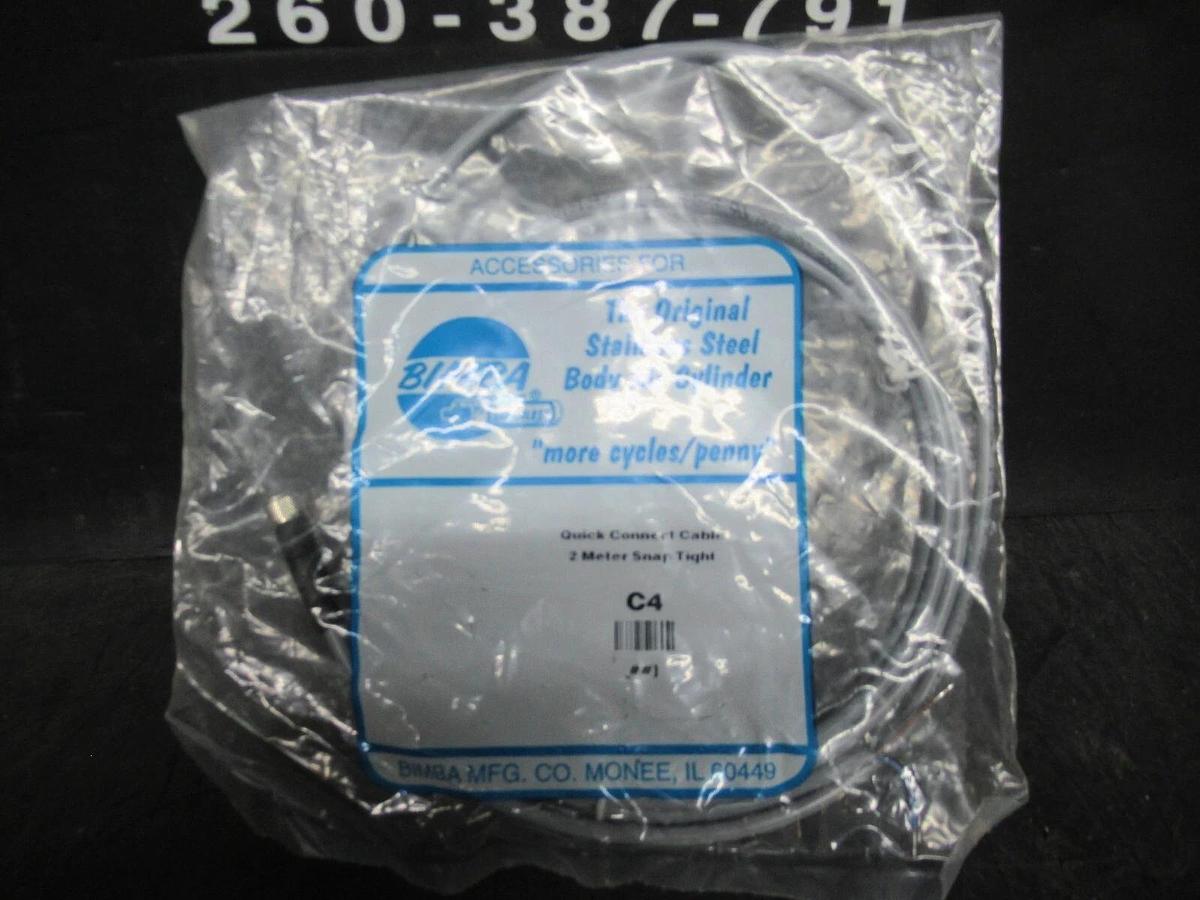 260-387-791
ACCESSORIES FOR
BIMBA
®
The Original
Stainless Steel
Body Air Cylinder
"more cycles/penny"
Quick Connect Cable
2 Meter Snap Tight
C4
##)
BIMBA MFG. CO. MONEE, IL 60449